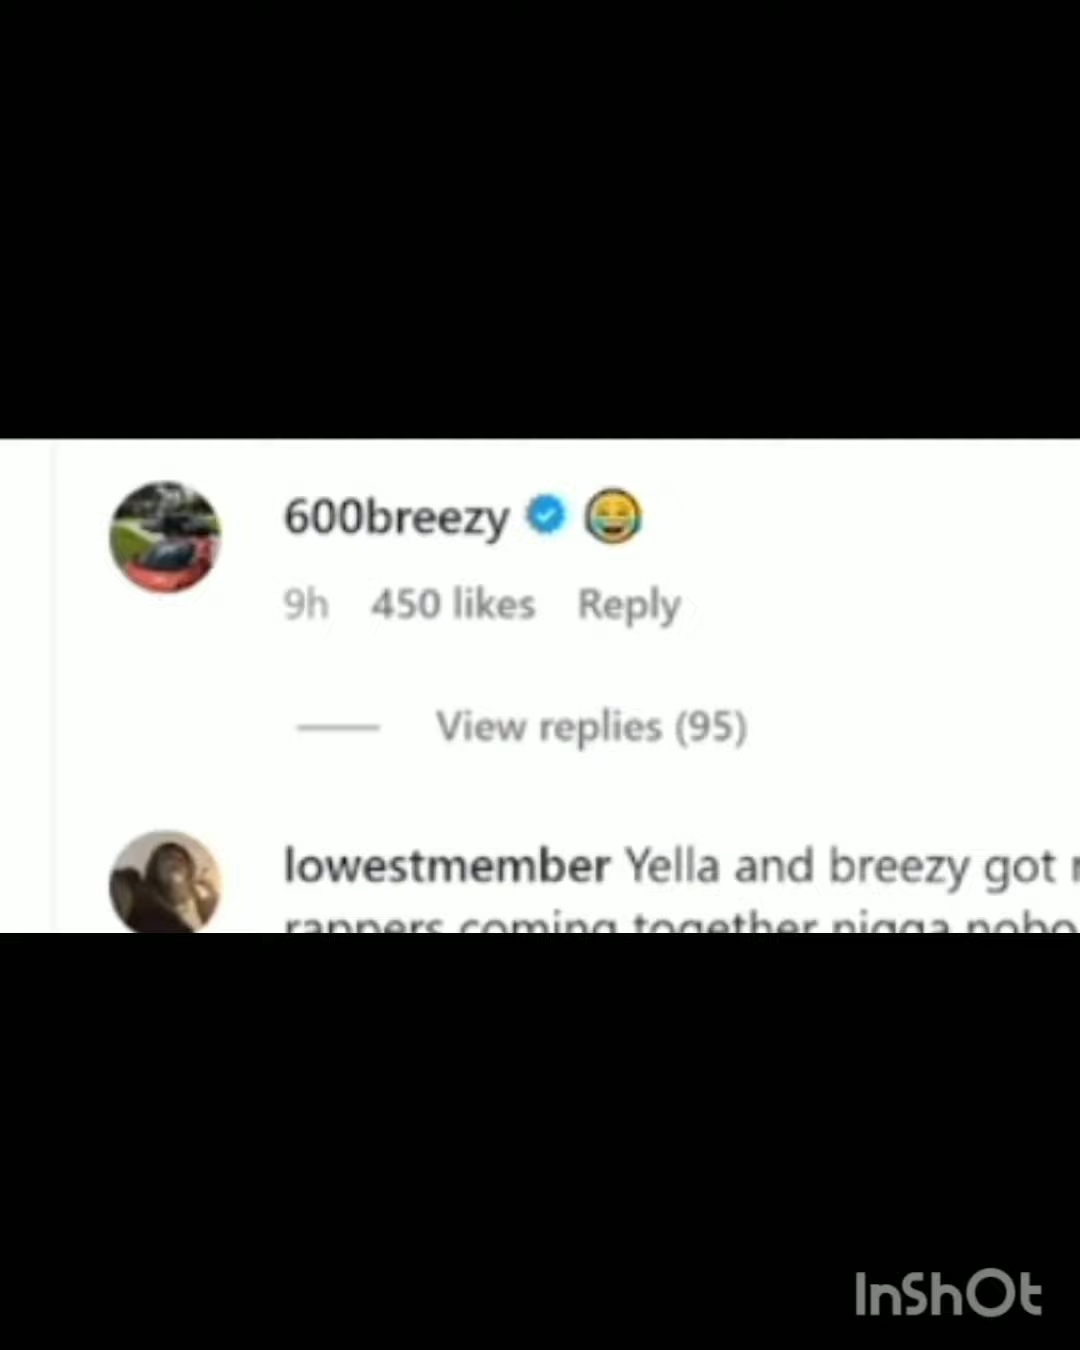 600breezy 😂
9h 450 likes Reply
View replies (95)
lowestmember Yella and breezy got
rappers coming together nigga
InShOt